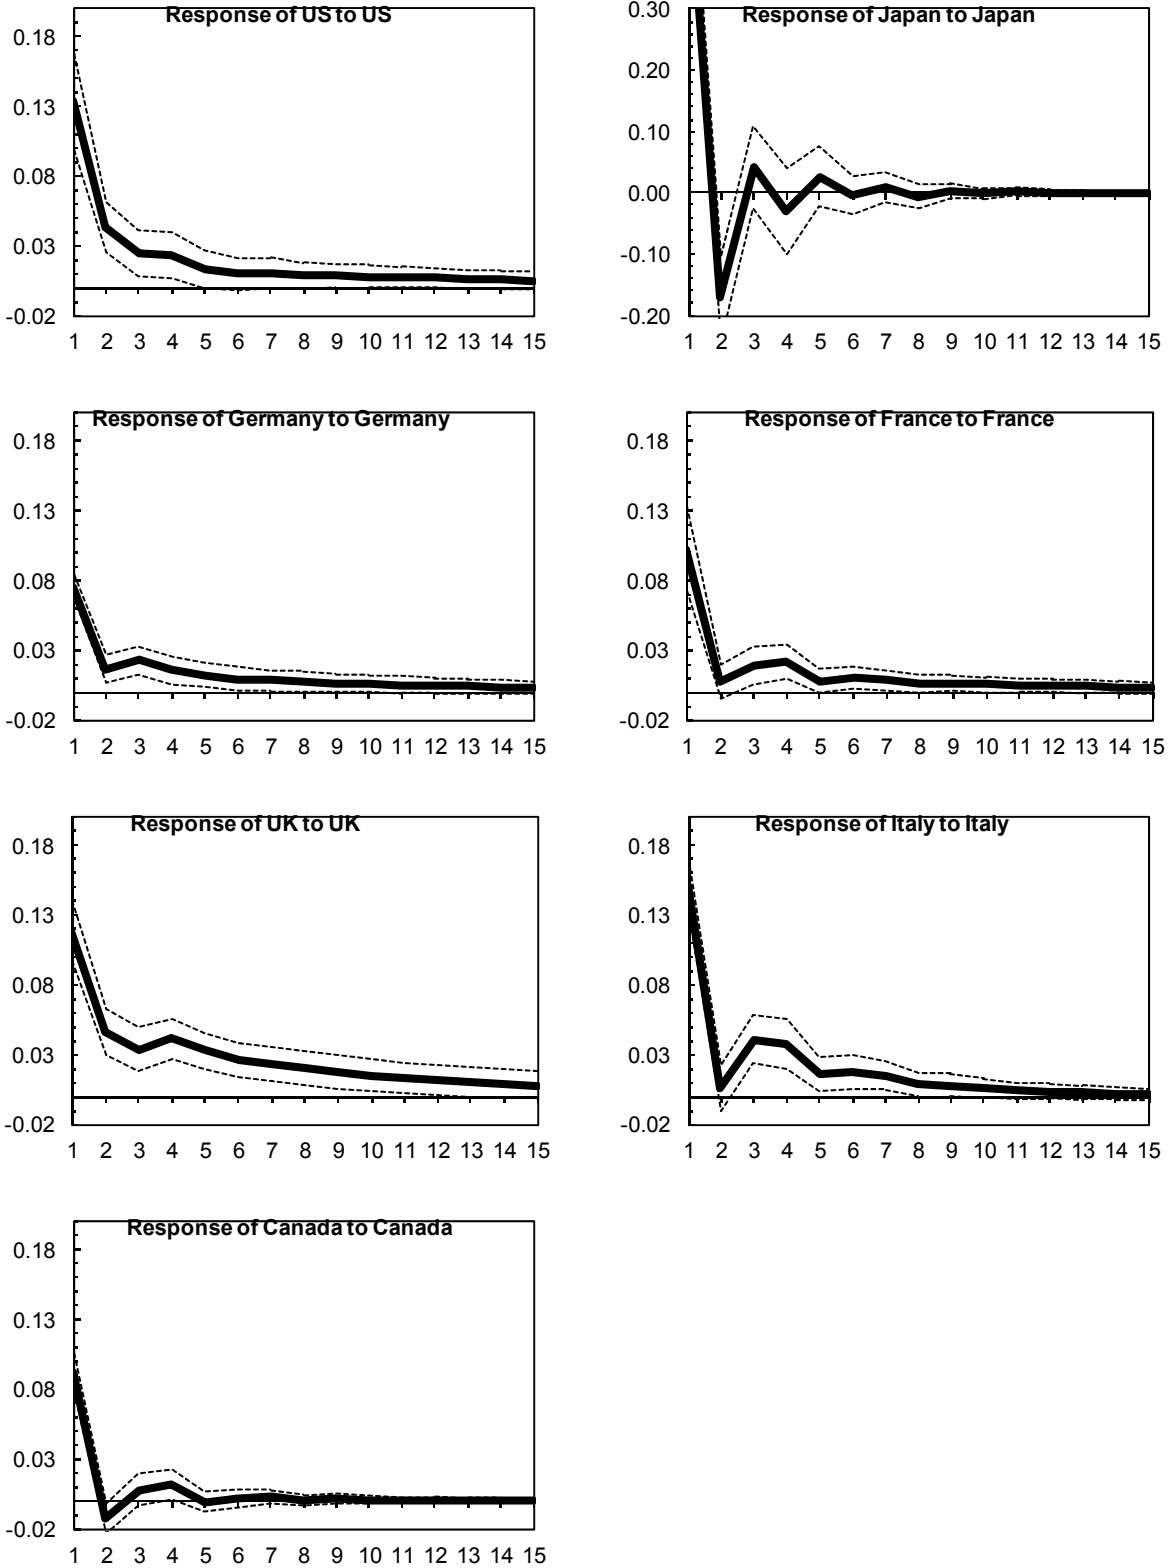 Response of US to US
0.18
0.13
0.08
0.03
-0.02
1 2 3 4 5 6 7 8 9 10 11 12 13 14 15
Response of Japan to Japan
0.30
0.20
0.10
0.00
-0.10
-0.20
1 2 3 4 5 6 7 8 9 10 11 12 13 14 15
Response of Germany to Germany
0.18
0.13
0.08
0.03
-0.02
1 2 3 4 5 6 7 8 9 10 11 12 13 14 15
Response of France to France
0.18
0.13
0.08
0.03
-0.02
1 2 3 4 5 6 7 8 9 10 11 12 13 14 15
Response of UK to UK
0.18
0.13
0.08
0.03
-0.02
1 2 3 4 5 6 7 8 9 10 11 12 13 14 15
Response of Italy to Italy
0.18
0.13
0.08
0.03
-0.02
1 2 3 4 5 6 7 8 9 10 11 12 13 14 15
Response of Canada to Canada
0.18
0.13
0.08
0.03
-0.02
1 2 3 4 5 6 7 8 9 10 11 12 13 14 15